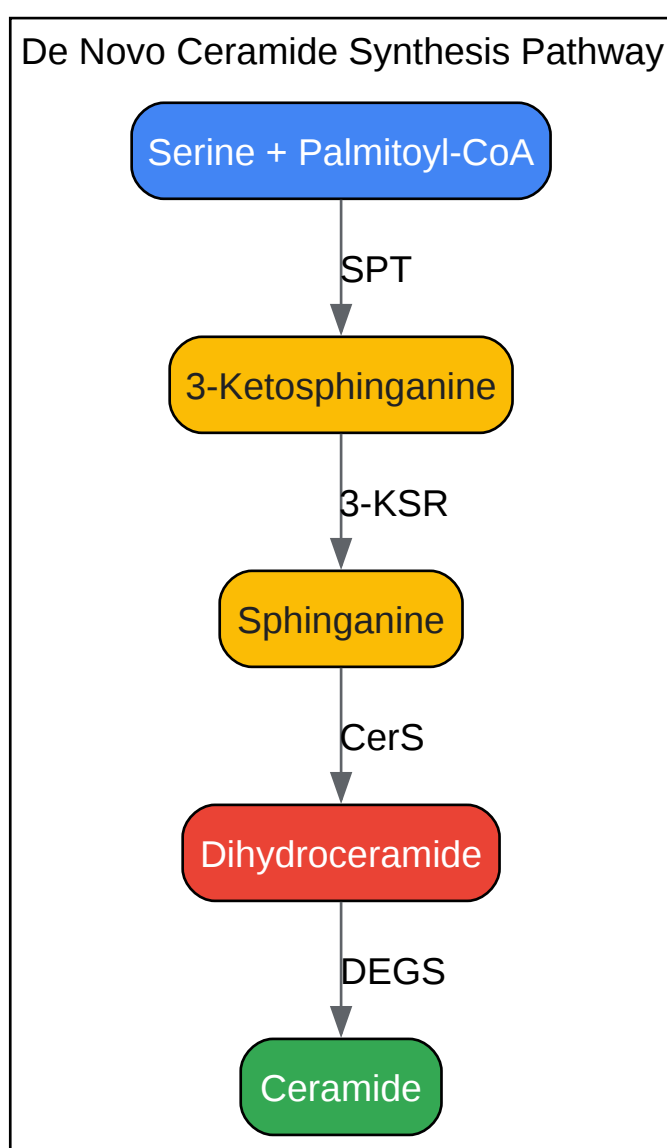 De Novo Ceramide Synthesis Pathway
Serine + Palmitoyl-CoA
SPT
3-Ketosphinganine
3-KSR
Sphinganine
CerS
Dihydroceramide
DEGS
Ceramide